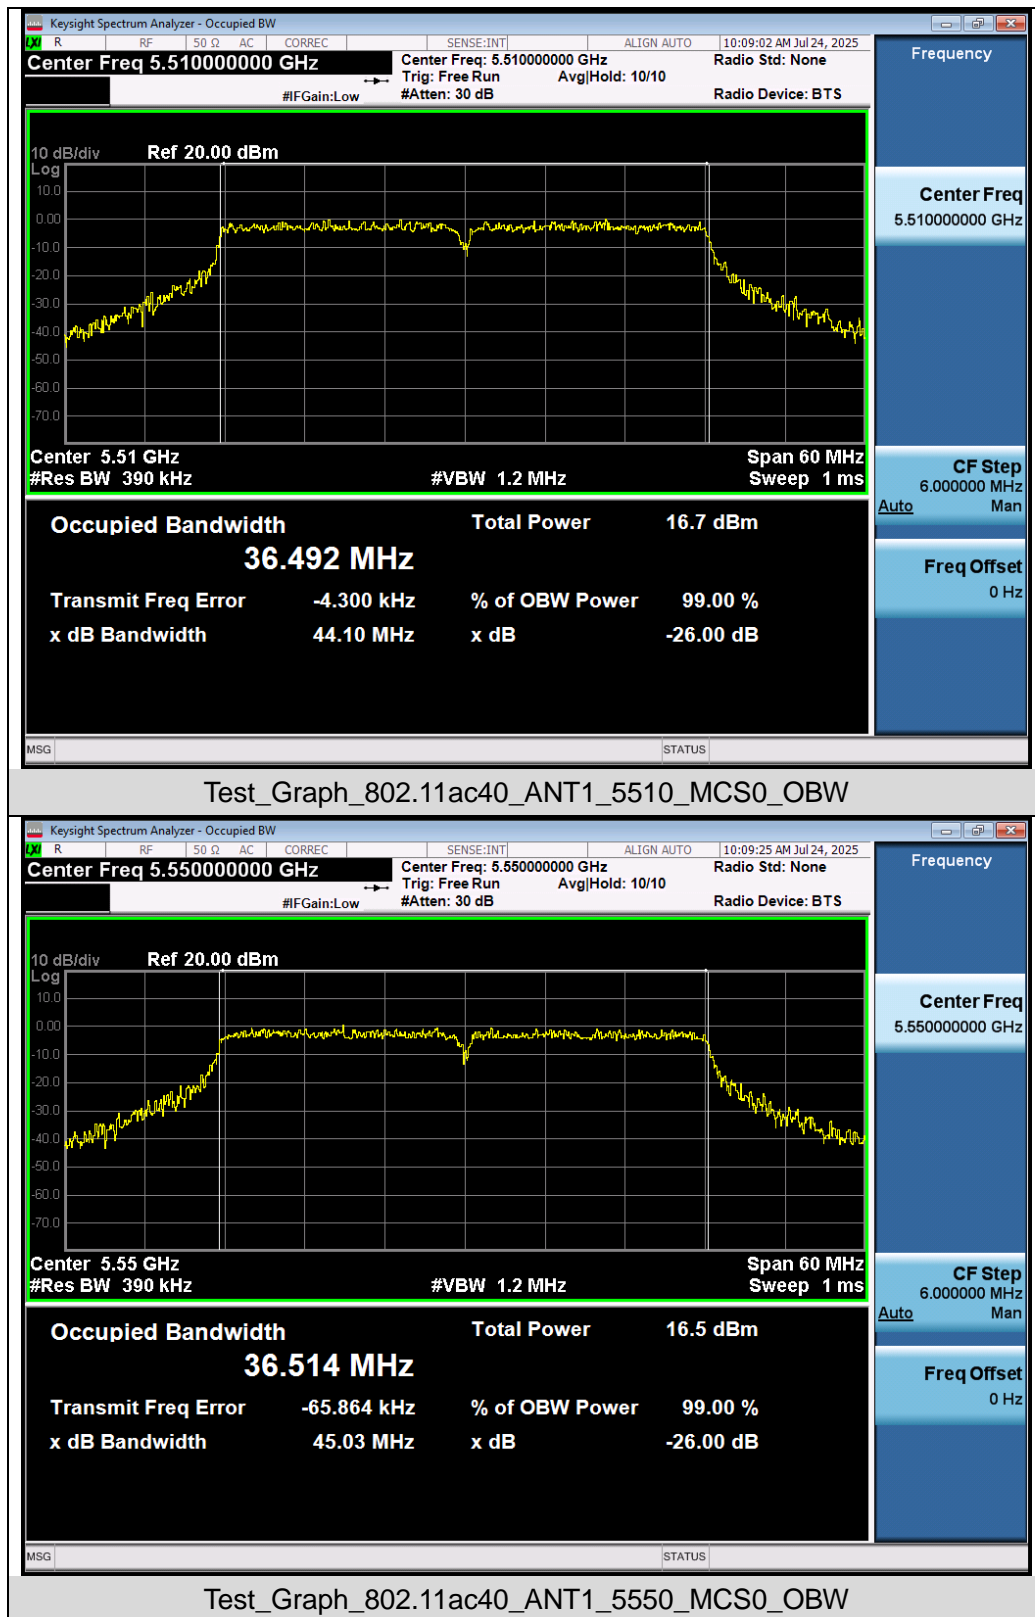 Keysight Spectrum Analyzer - Occupied BW
LXI R RF 50 Ω AC CORREC SENSE:INT ALIGN AUTO 10:09:02 AM Jul 24, 2025
Center Freq 5.510000000 GHz
Center Freq: 5.510000000 GHz
Radio Std: None
Trig: Free Run Avg|Hold: 10/10
#IFGain:Low
#Atten: 30 dB
Radio Device: BTS
Frequency
10 dB/div Ref 20.00 dBm
Log
10.0
0.00
-10.0
-20.0
-30.0
-40.0
-50.0
-60.0
-70.0
Center 5.51 GHz Span 60 MHz
#Res BW 390 kHz #VBW 1.2 MHz Sweep 1 ms
Center Freq
5.510000000 GHz
CF Step
6.000000 MHz
Auto Man
Freq Offset
0 Hz
Occupied Bandwidth Total Power 16.7 dBm
36.492 MHz
Transmit Freq Error -4.300 kHz % of OBW Power 99.00 %
x dB Bandwidth 44.10 MHz x dB -26.00 dB
MSG STATUS
Test_Graph_802.11ac40_ANT1_5510_MCS0_OBW
Keysight Spectrum Analyzer - Occupied BW
LXI R RF 50 Ω AC CORREC SENSE:INT ALIGN AUTO 10:09:25 AM Jul 24, 2025
Center Freq 5.550000000 GHz
Center Freq: 5.550000000 GHz
Radio Std: None
Trig: Free Run Avg|Hold: 10/10
#IFGain:Low
#Atten: 30 dB
Radio Device: BTS
Frequency
10 dB/div Ref 20.00 dBm
Log
10.0
0.00
-10.0
-20.0
-30.0
-40.0
-50.0
-60.0
-70.0
Center 5.55 GHz Span 60 MHz
#Res BW 390 kHz #VBW 1.2 MHz Sweep 1 ms
Center Freq
5.550000000 GHz
CF Step
6.000000 MHz
Auto Man
Freq Offset
0 Hz
Occupied Bandwidth Total Power 16.5 dBm
36.514 MHz
Transmit Freq Error -65.864 kHz % of OBW Power 99.00 %
x dB Bandwidth 45.03 MHz x dB -26.00 dB
MSG STATUS
Test_Graph_802.11ac40_ANT1_5550_MCS0_OBW